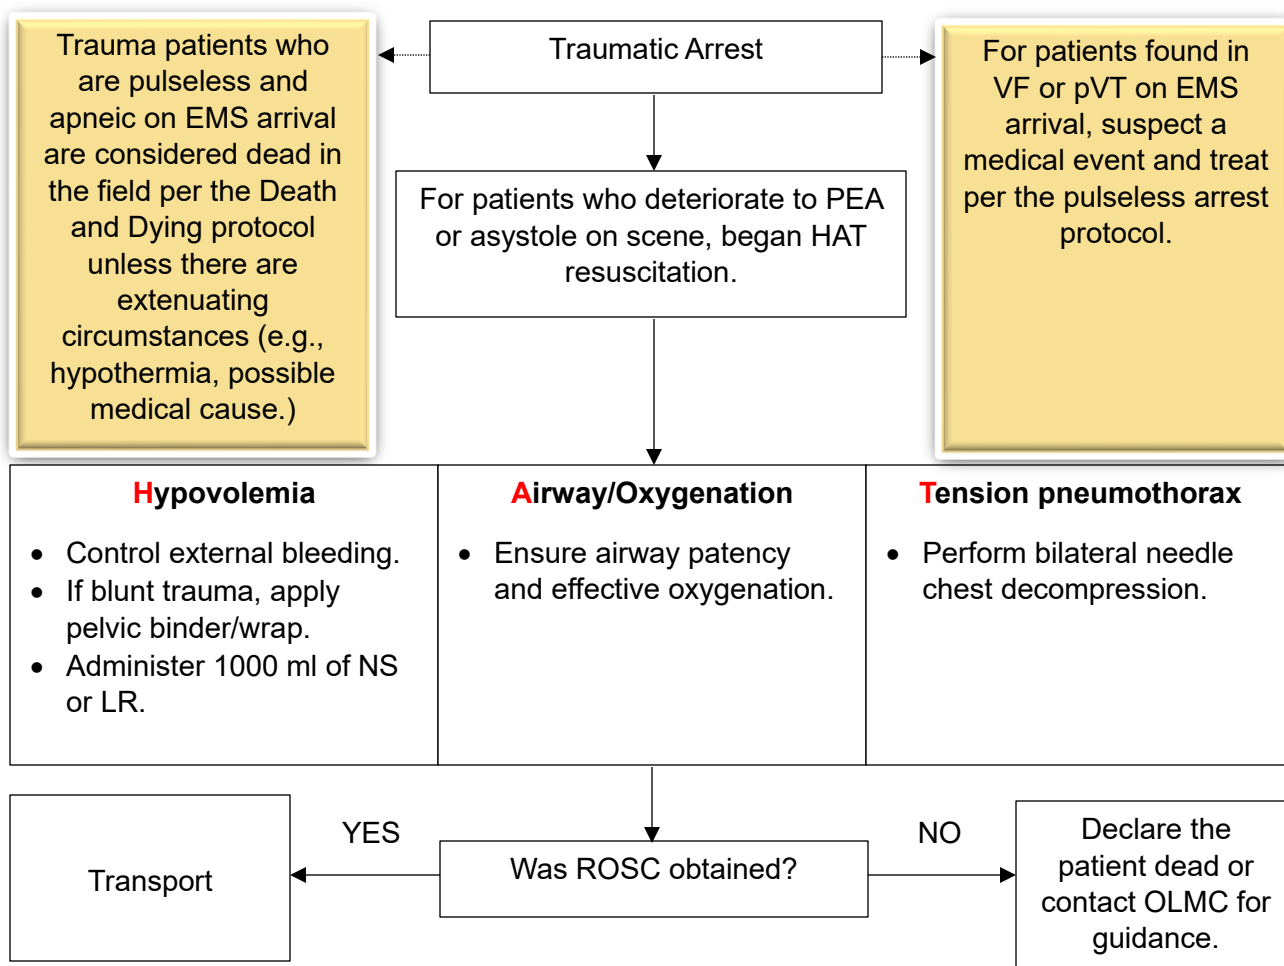 Trauma patients who
are pulseless and
apneic on EMS arrival
are considered dead in
the field per the Death
and Dying protocol
unless there are
extenuating
circumstances (e.g.,
hypothermia, possible
medical cause.)
Traumatic Arrest
For patients found in
VF or pVT on EMS
arrival, suspect a
medical event and treat
per the pulseless arrest
protocol.
For patients who deteriorate to PEA
or asystole on scene, began HAT
resuscitation.
Hypovolemia
• Control external bleeding.
• If blunt trauma, apply
pelvic binder/wrap.
• Administer 1000 ml of NS
or LR.
Airway/Oxygenation
• Ensure airway patency
and effective oxygenation.
Tension pneumothorax
• Perform bilateral needle
chest decompression.
Was ROSC obtained?
YES
Transport
NO
Declare the
patient dead or
contact OLMC for
guidance.